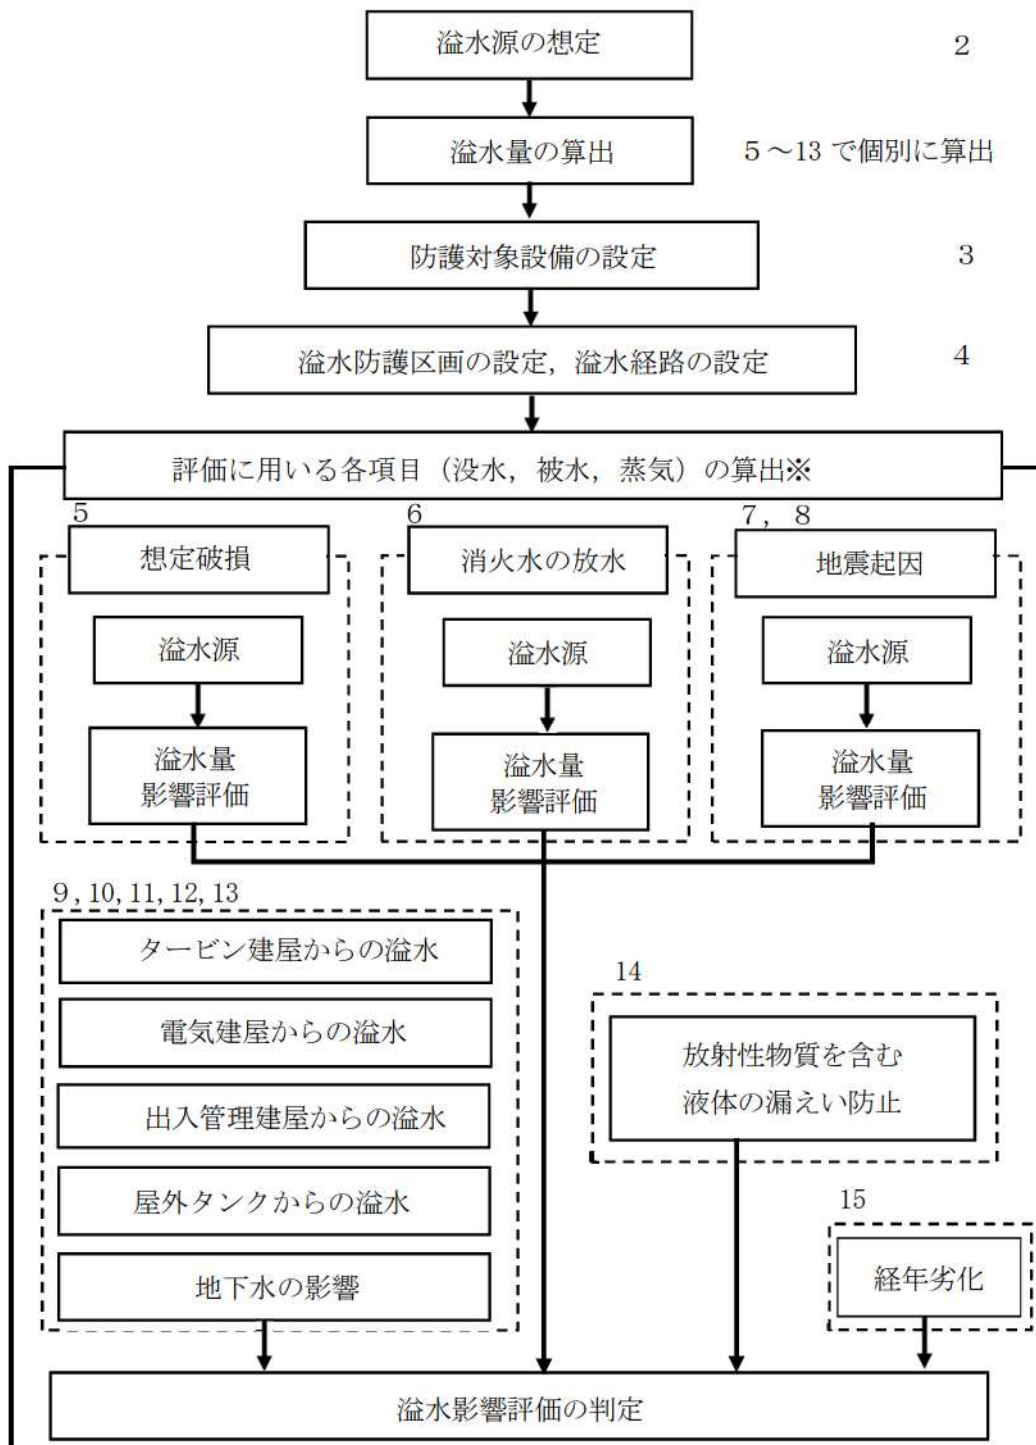 溢水源の想定
２
溢水量の算出
５～13 で個別に算出
防護対象設備の設定
３
溢水防護区画の設定，溢水経路の設定
４
評価に用いる各項目（没水，被水，蒸気）の算出※
５
６
７，８
想定破損
消火水の放水
地震起因
溢水源
溢水源
溢水源
溢水量
影響評価
溢水量
影響評価
溢水量
影響評価
９,10,11,12,13
タービン建屋からの溢水
電気建屋からの溢水
出入管理建屋からの溢水
屋外タンクからの溢水
地下水の影響
14
放射性物質を含む
液体の漏えい防止
15
経年劣化
溢水影響評価の判定